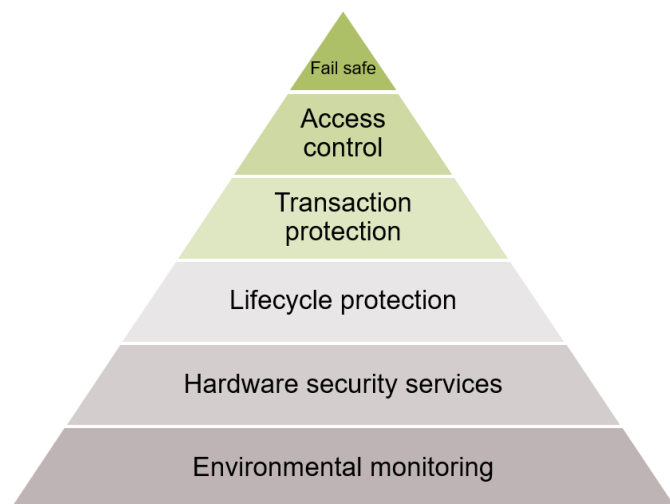 Fail safe
Access
control
Transaction
protection
Lifecycle protection
Hardware security services
Environmental monitoring